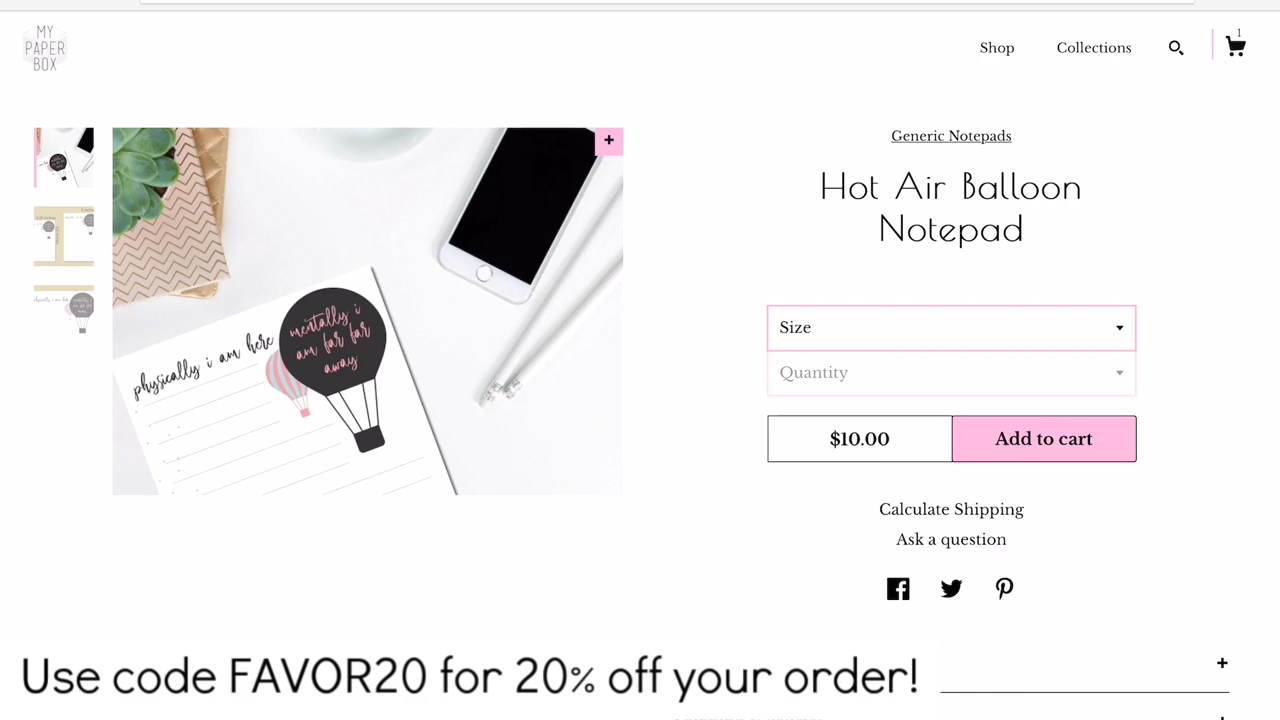 MY
PAPER
BOX
Shop
Collections
1
Generic Notepads
Hot Air Balloon
Notepad
physically i am here
mentally i
am far far
away
Size
Quantity
$10.00
Add to cart
Calculate Shipping
Ask a question
Use code FAVOR20 for 20% off your order!